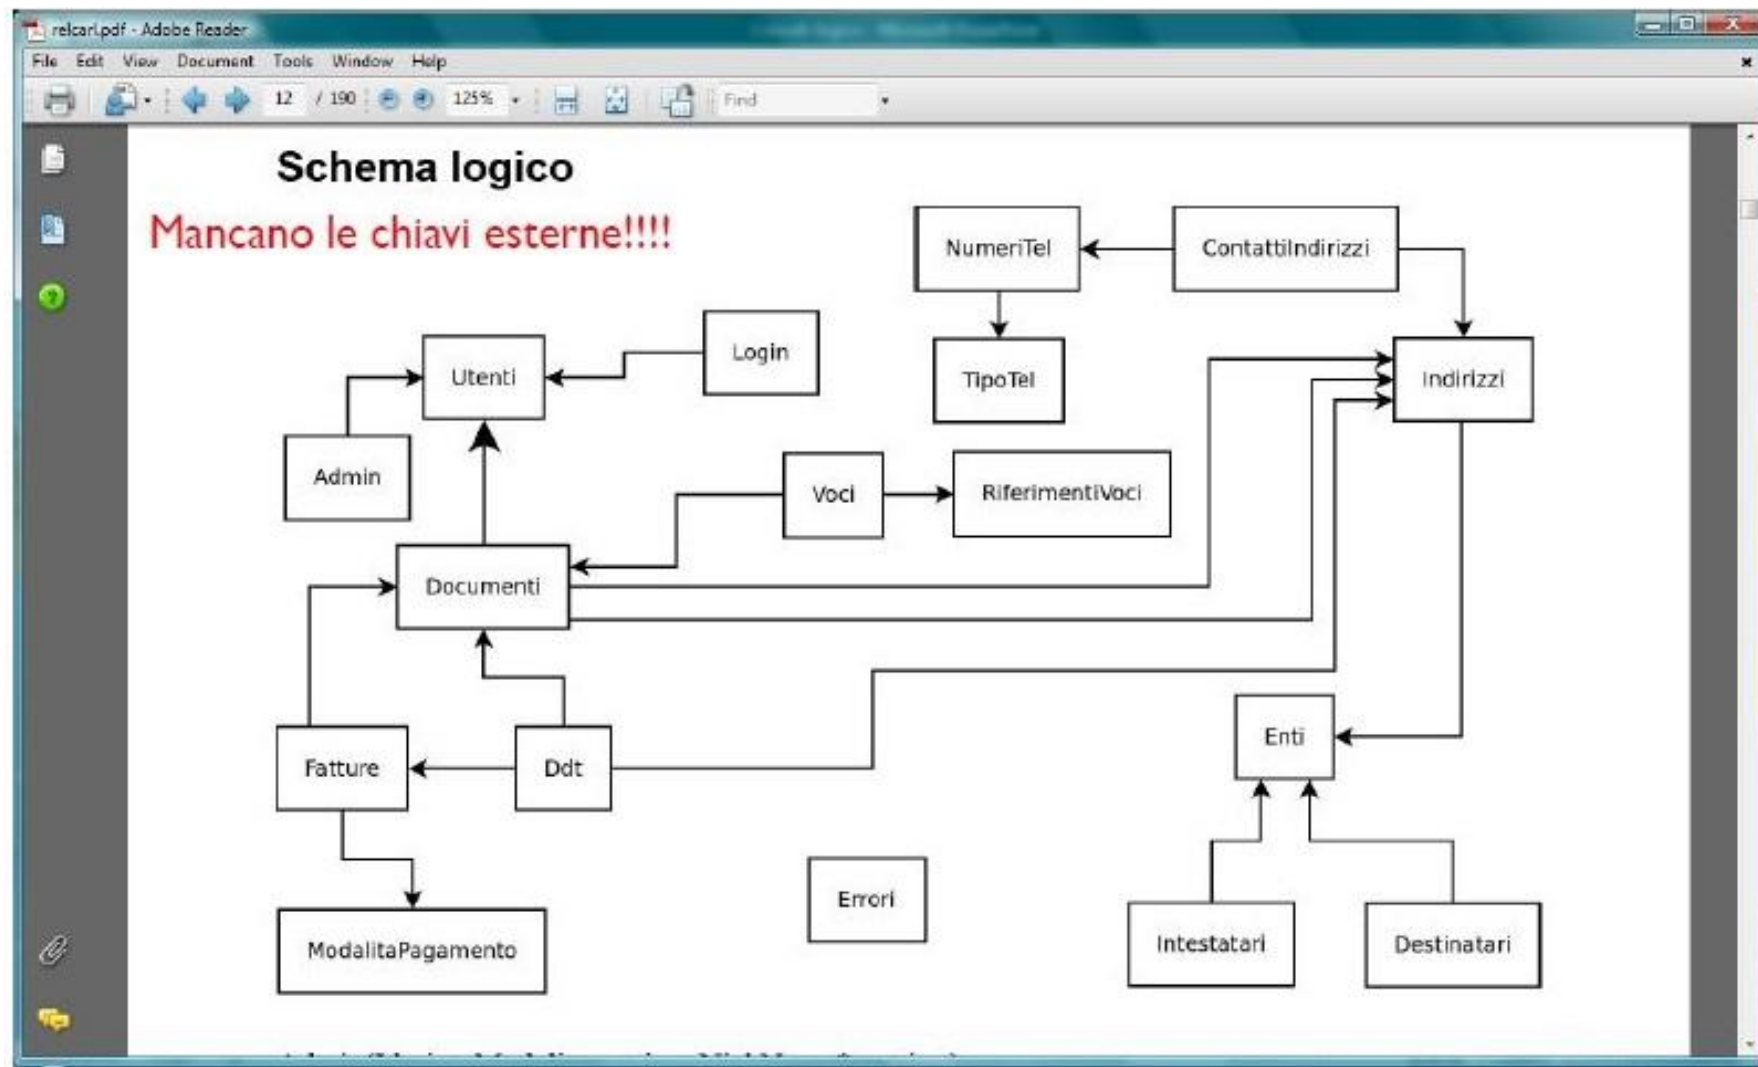 relcari.pdf - Adobe Reader
File Edit View Document Tools Window Help
12 / 190 125% Find
Schema logico
Mancano le chiavi esterne!!!!
NumeriTel ContattiIndirizzi
Login
Utenti TipoTel Indirizzi
Admin Voci RiferimentiVoci
Documenti
Enti
Fatture Ddt
Errori
ModalitaPagamento Intestatari Destinatari